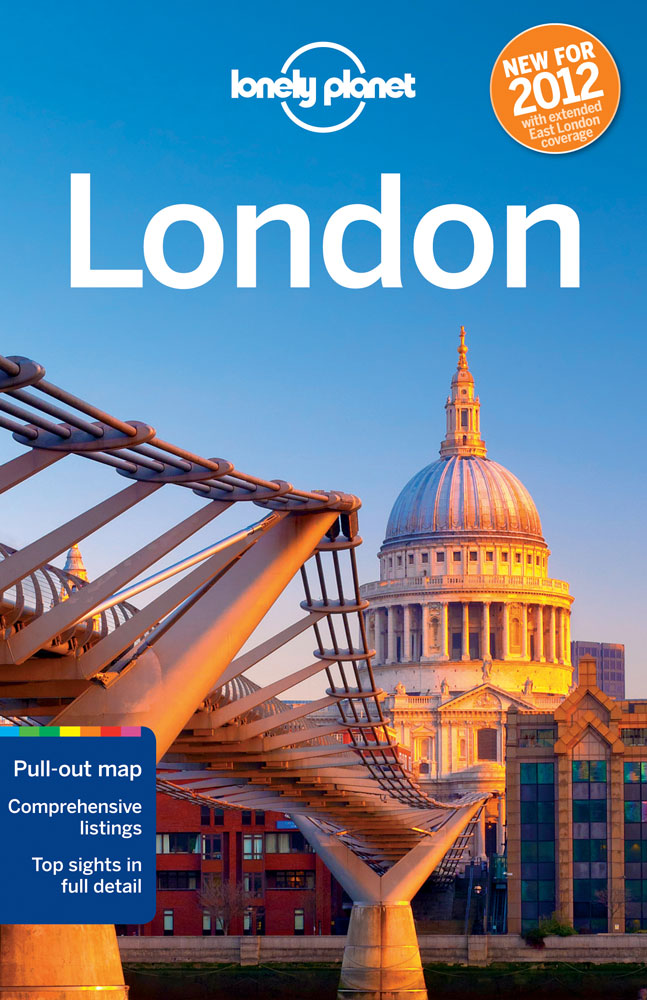 lonely planet
NEW FOR
2012
with extended
East London
coverage
London
Pull-out map
Comprehensive
listings
Top sights in
full detail